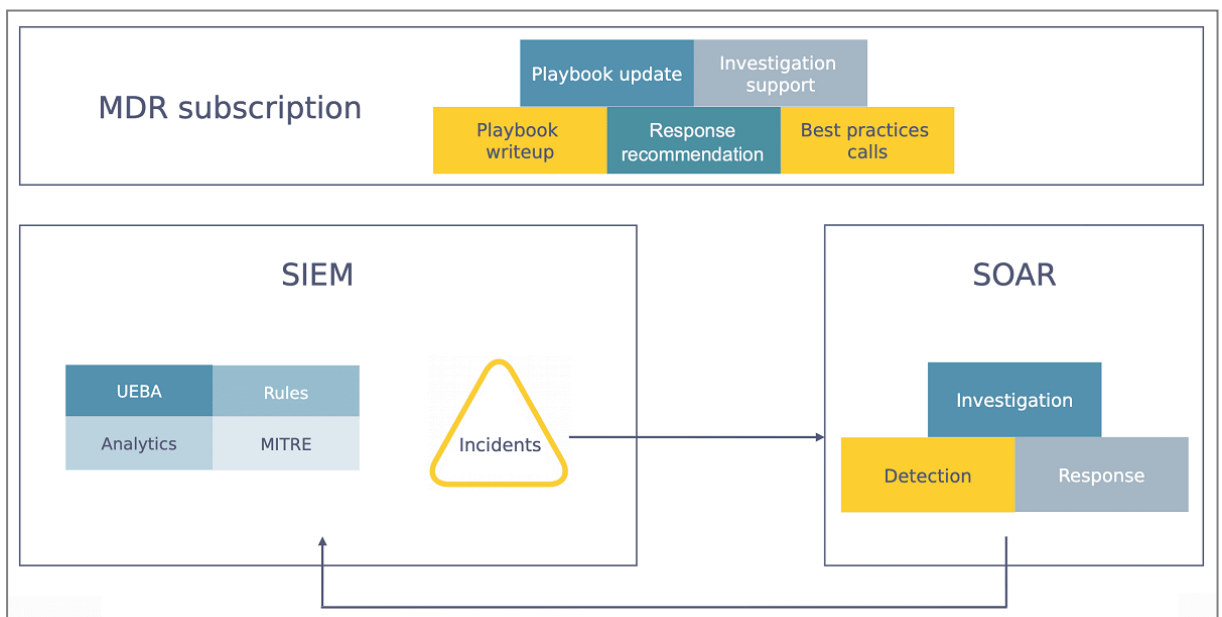 MDR subscription
Playbook update
Investigation
support
Playbook
writeup
Response
recommendation
Best practices
calls
SIEM
UEBA
Rules
Analytics
MITRE
Incidents
SOAR
Investigation
Detection
Response